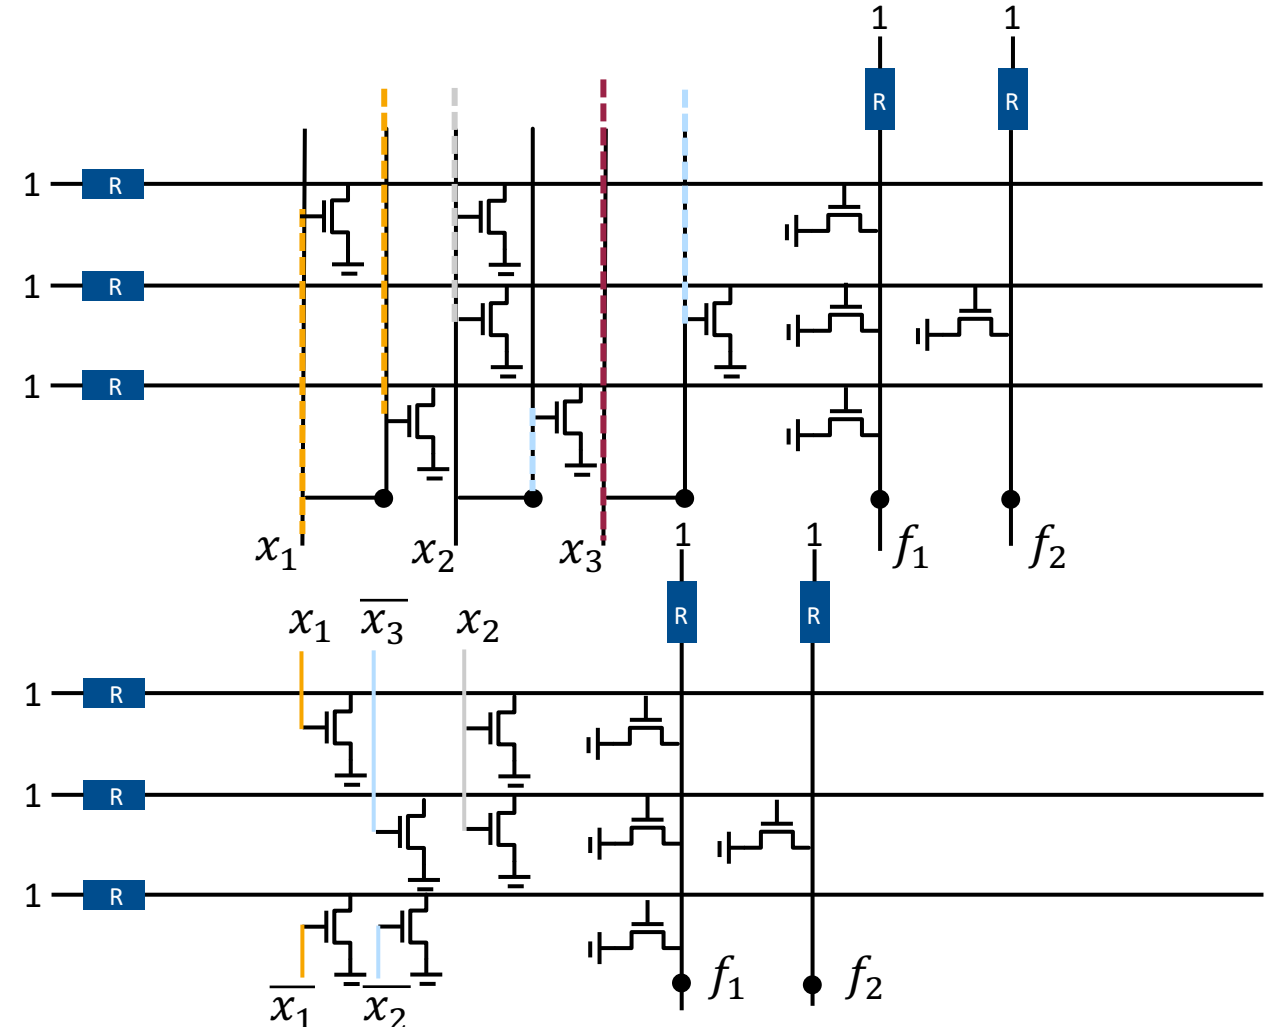 1 1
R R
1 R
1 R
1 R
x₁ x₂ x₃ f₁ f₂
1 1
R R
x₁ x̅₃̅ x₂
1 R
1 R
1 R
x̅₁̅ x̅₂̅ f₁ f₂